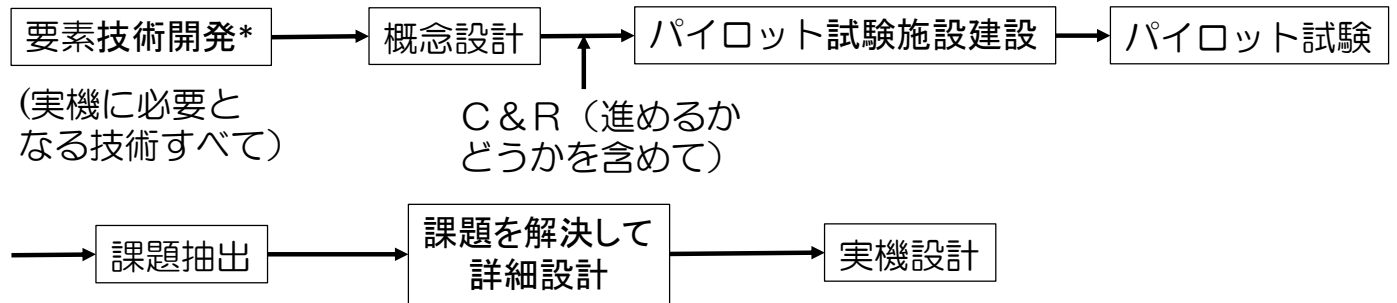 要素技術開発*
概念設計
パイロット試験施設建設
パイロット試験
(実機に必要と
なる技術すべて)
C&R(進めるか
どうかを含めて)
課題抽出
課題を解決して
詳細設計
実機設計